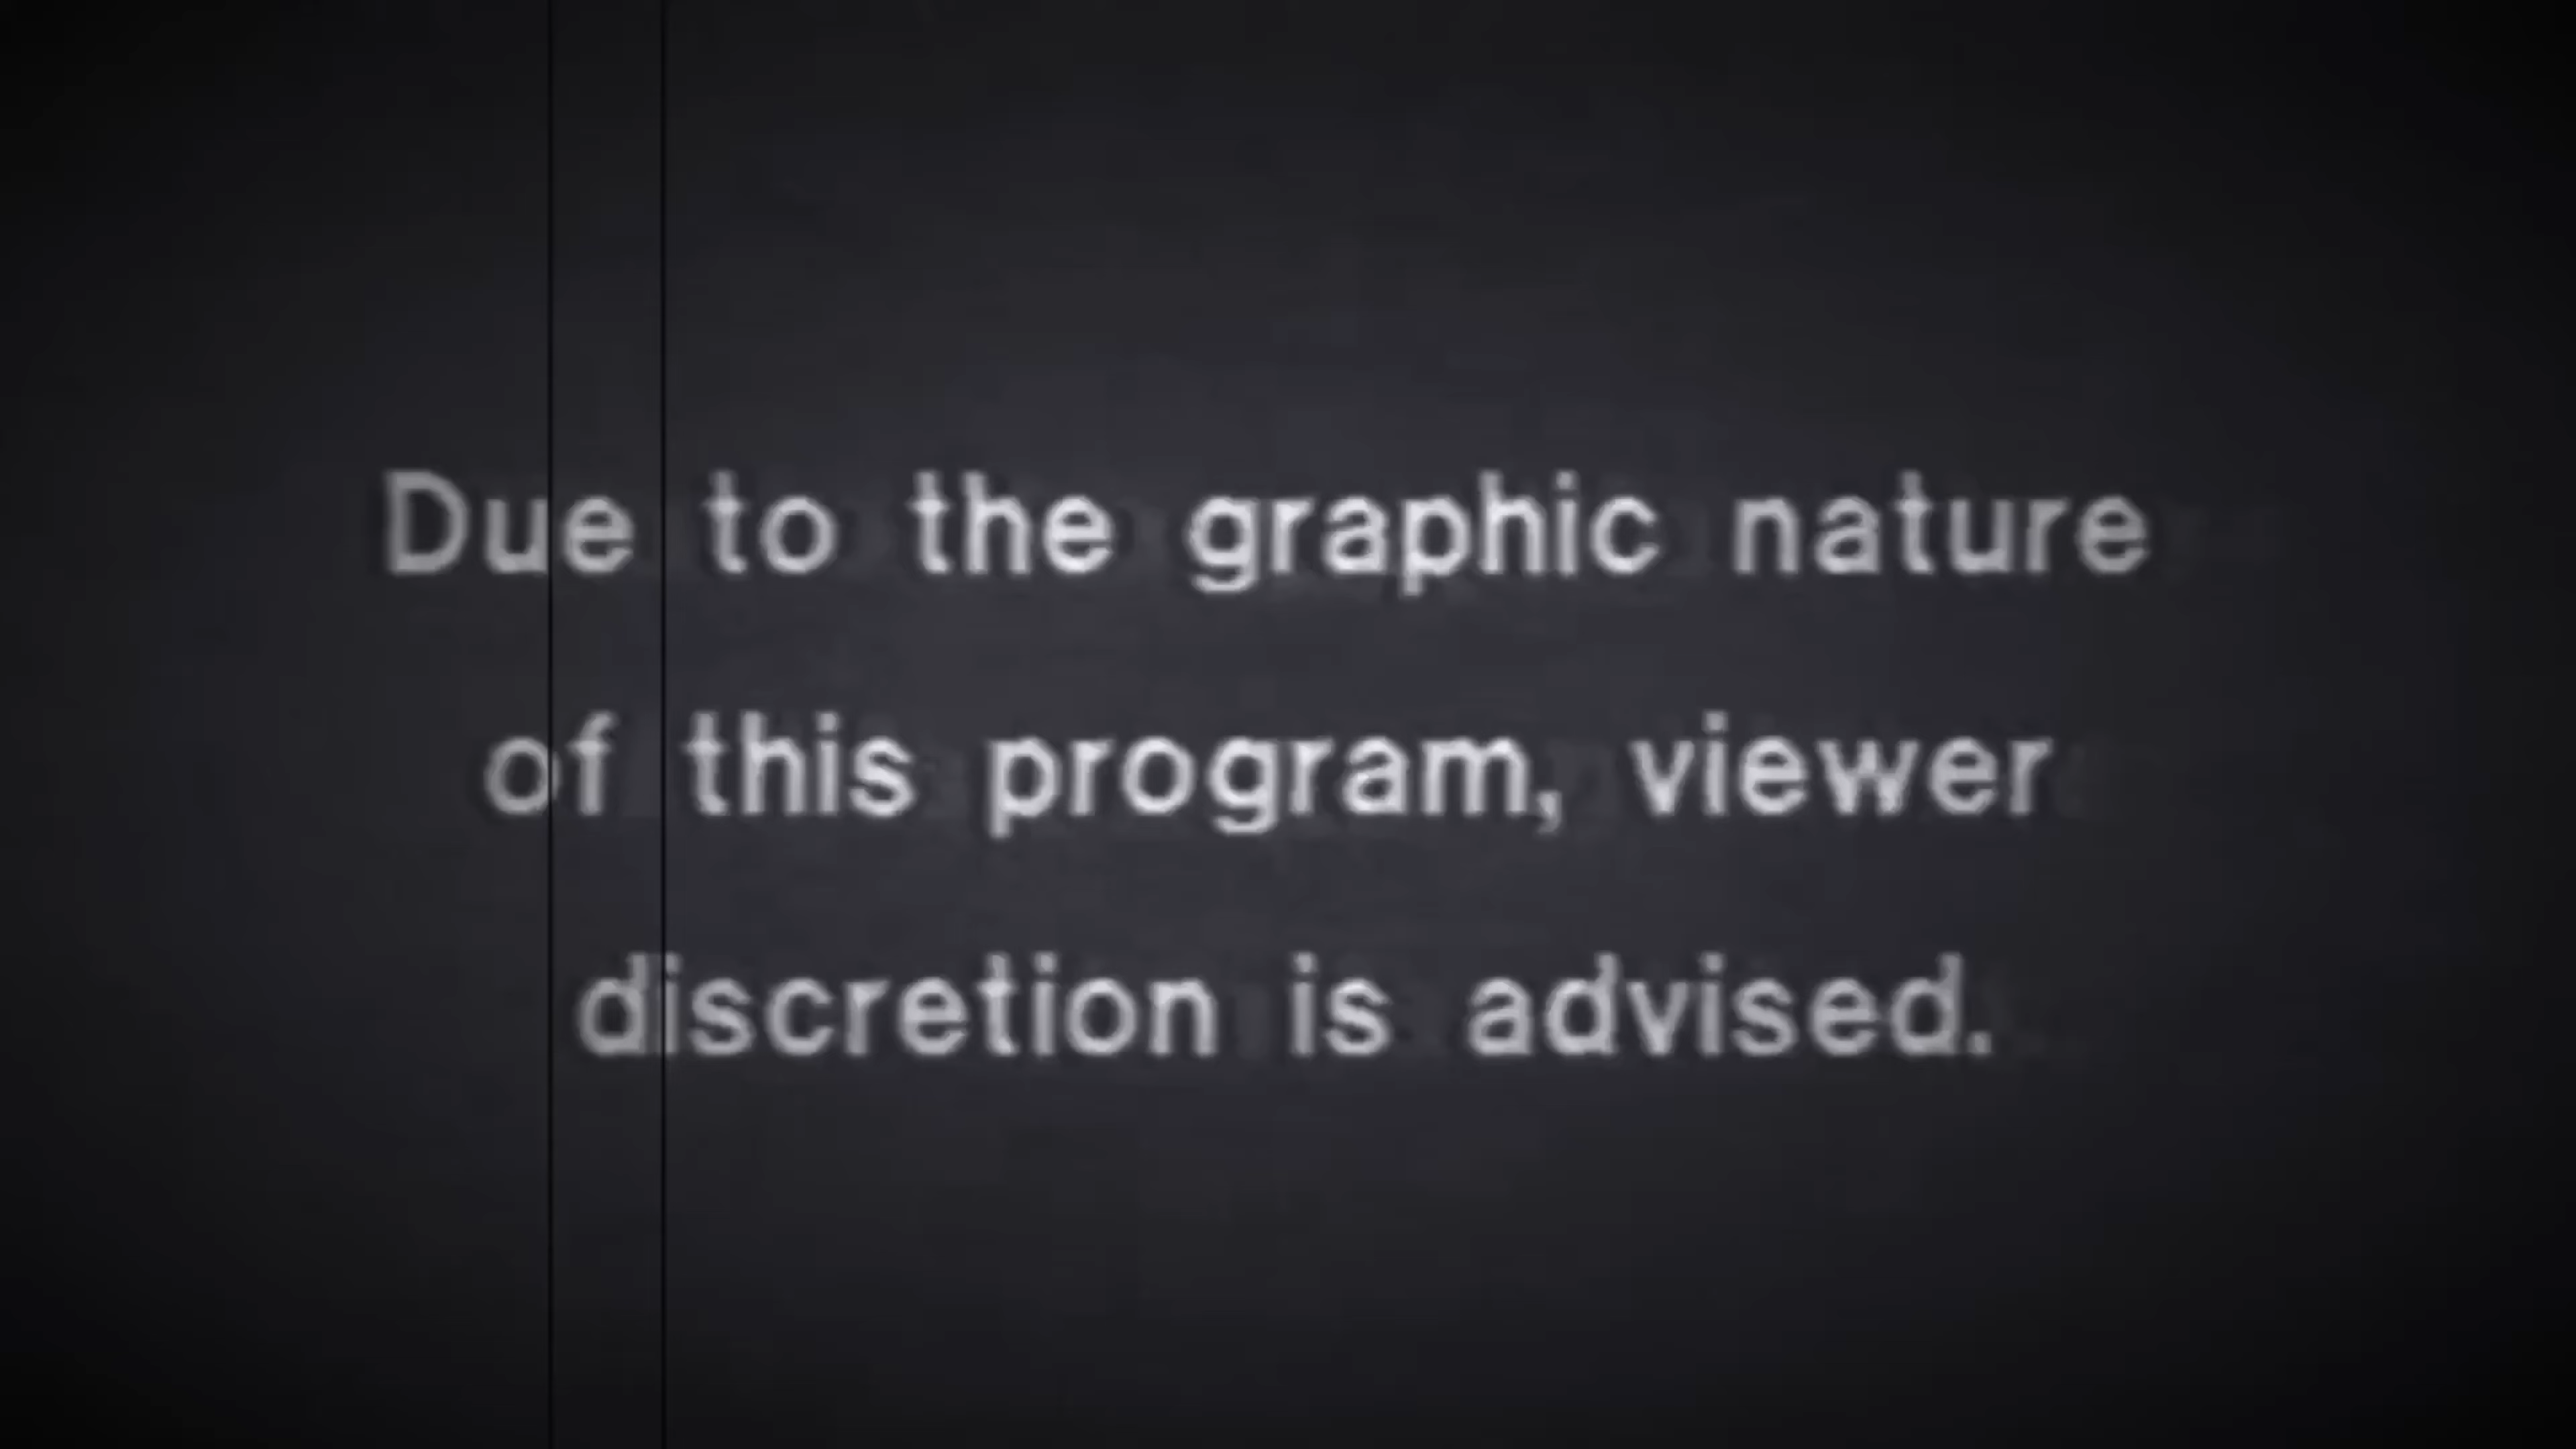 Due to the graphic nature
of this program, viewer
discretion is advised.